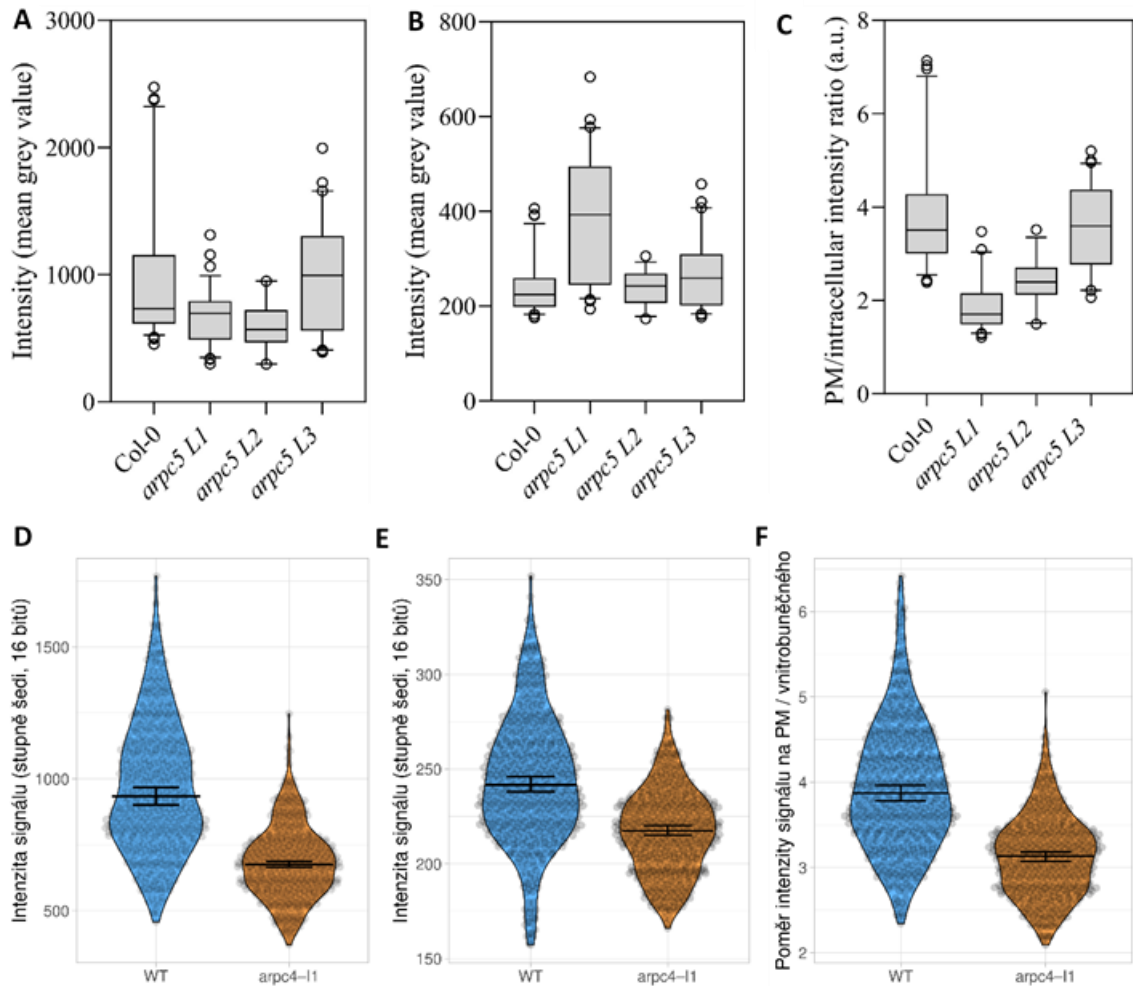 A
Intensity (mean grey value)
3000
2000
1000
0
Col-0
arpc5 L1
arpc5 L2
arpc5 L3
B
Intensity (mean grey value)
800
600
400
200
0
Col-0
arpc5 L1
arpc5 L2
arpc5 L3
C
PM/intracellular intensity ratio (a.u.)
8
6
4
2
0
Col-0
arpc5 L1
arpc5 L2
arpc5 L3
D
Intenzita signálu (stupně šedi, 16 bitů)
1500
1000
500
WT
arpc4–l1
E
Intenzita signálu (stupně šedi, 16 bitů)
350
300
250
200
150
WT
arpc4–l1
F
Poměr intenzity signálu na PM / vnitrobuněčného
6
5
4
3
2
WT
arpc4–l1